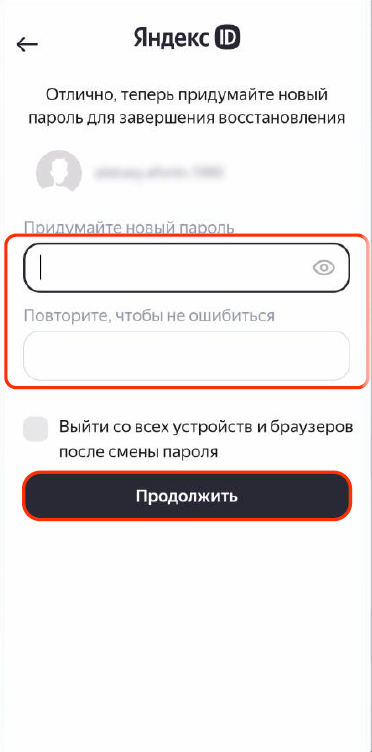 Яндекс ID
Отлично, теперь придумайте новый
пароль для завершения восстановления
Придумайте новый пароль
Повторите, чтобы не ошибиться
Выйти со всех устройств и браузеров
после смены пароля
Продолжить